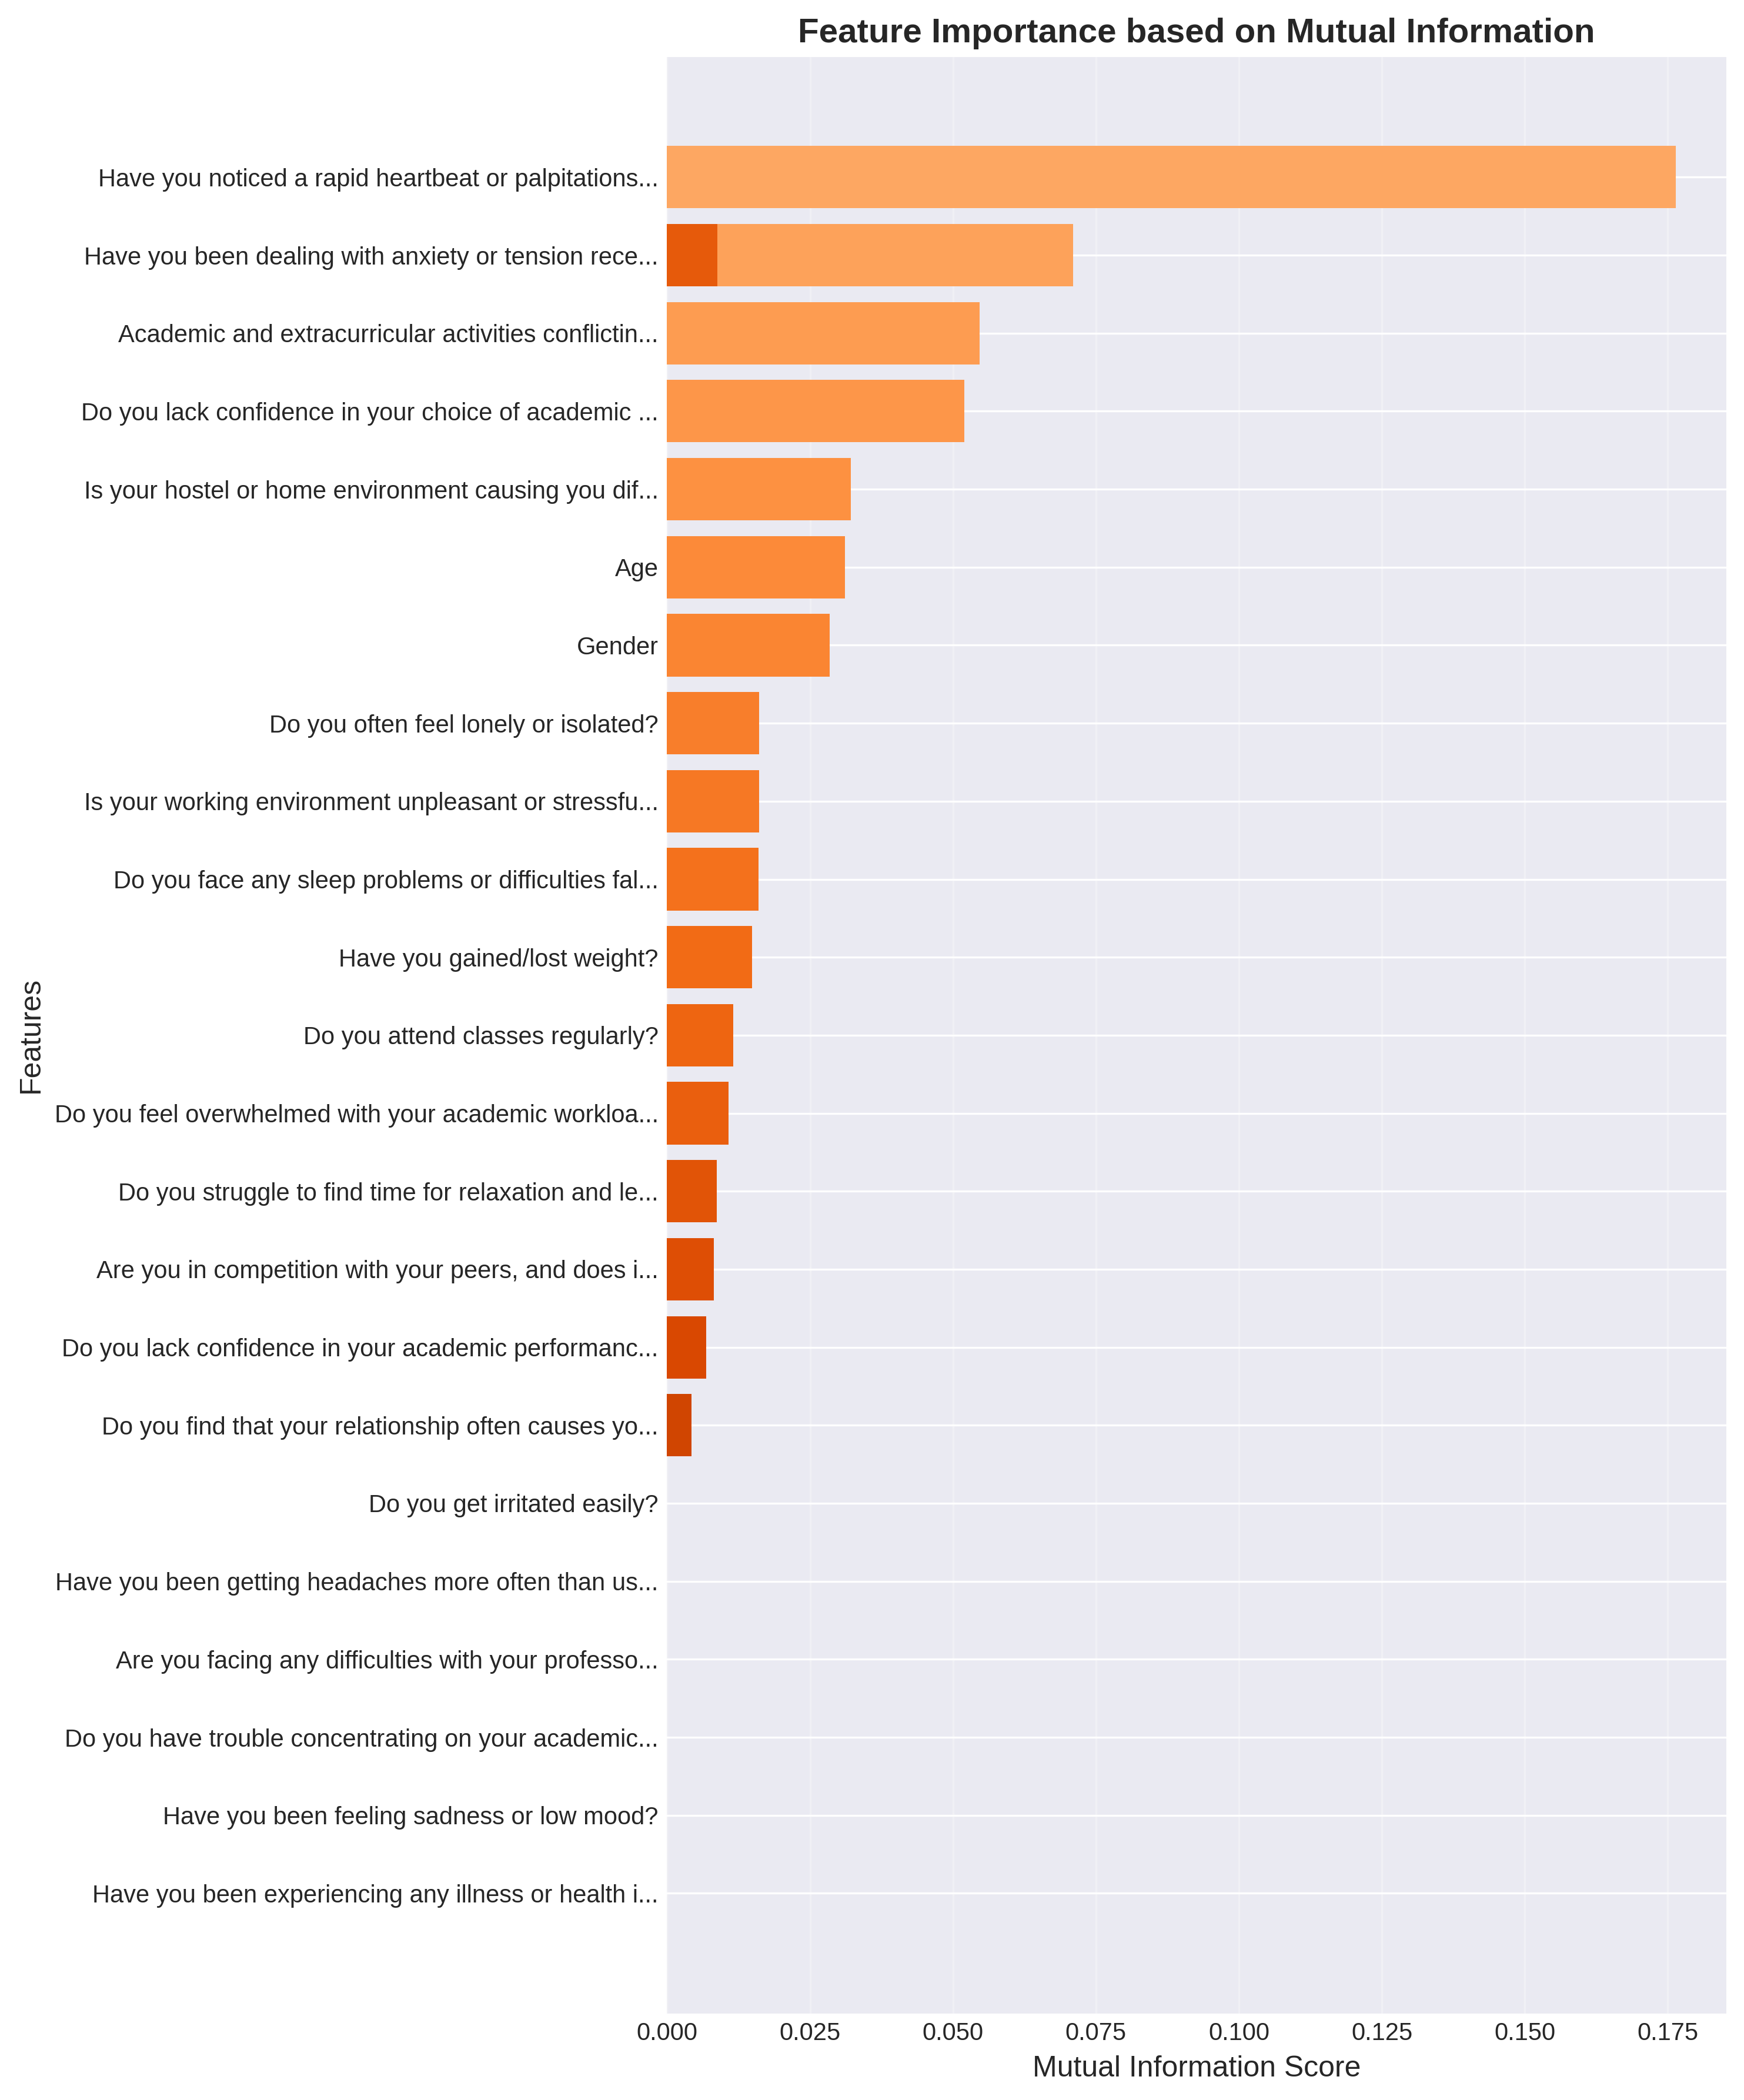 Feature Importance based on Mutual Information
Have you noticed a rapid heartbeat or palpitations...
Have you been dealing with anxiety or tension rece...
Academic and extracurricular activities conflictin...
Do you lack confidence in your choice of academic ...
Is your hostel or home environment causing you dif...
Age
Gender
Do you often feel lonely or isolated?
Is your working environment unpleasant or stressfu...
Do you face any sleep problems or difficulties fal...
Have you gained/lost weight?
Do you attend classes regularly?
Do you feel overwhelmed with your academic workloa...
Do you struggle to find time for relaxation and le...
Are you in competition with your peers, and does i...
Do you lack confidence in your academic performanc...
Do you find that your relationship often causes yo...
Do you get irritated easily?
Have you been getting headaches more often than us...
Are you facing any difficulties with your professo...
Do you have trouble concentrating on your academic...
Have you been feeling sadness or low mood?
Have you been experiencing any illness or health i...
Features
0.000 0.025 0.050 0.075 0.100 0.125 0.150 0.175
Mutual Information Score